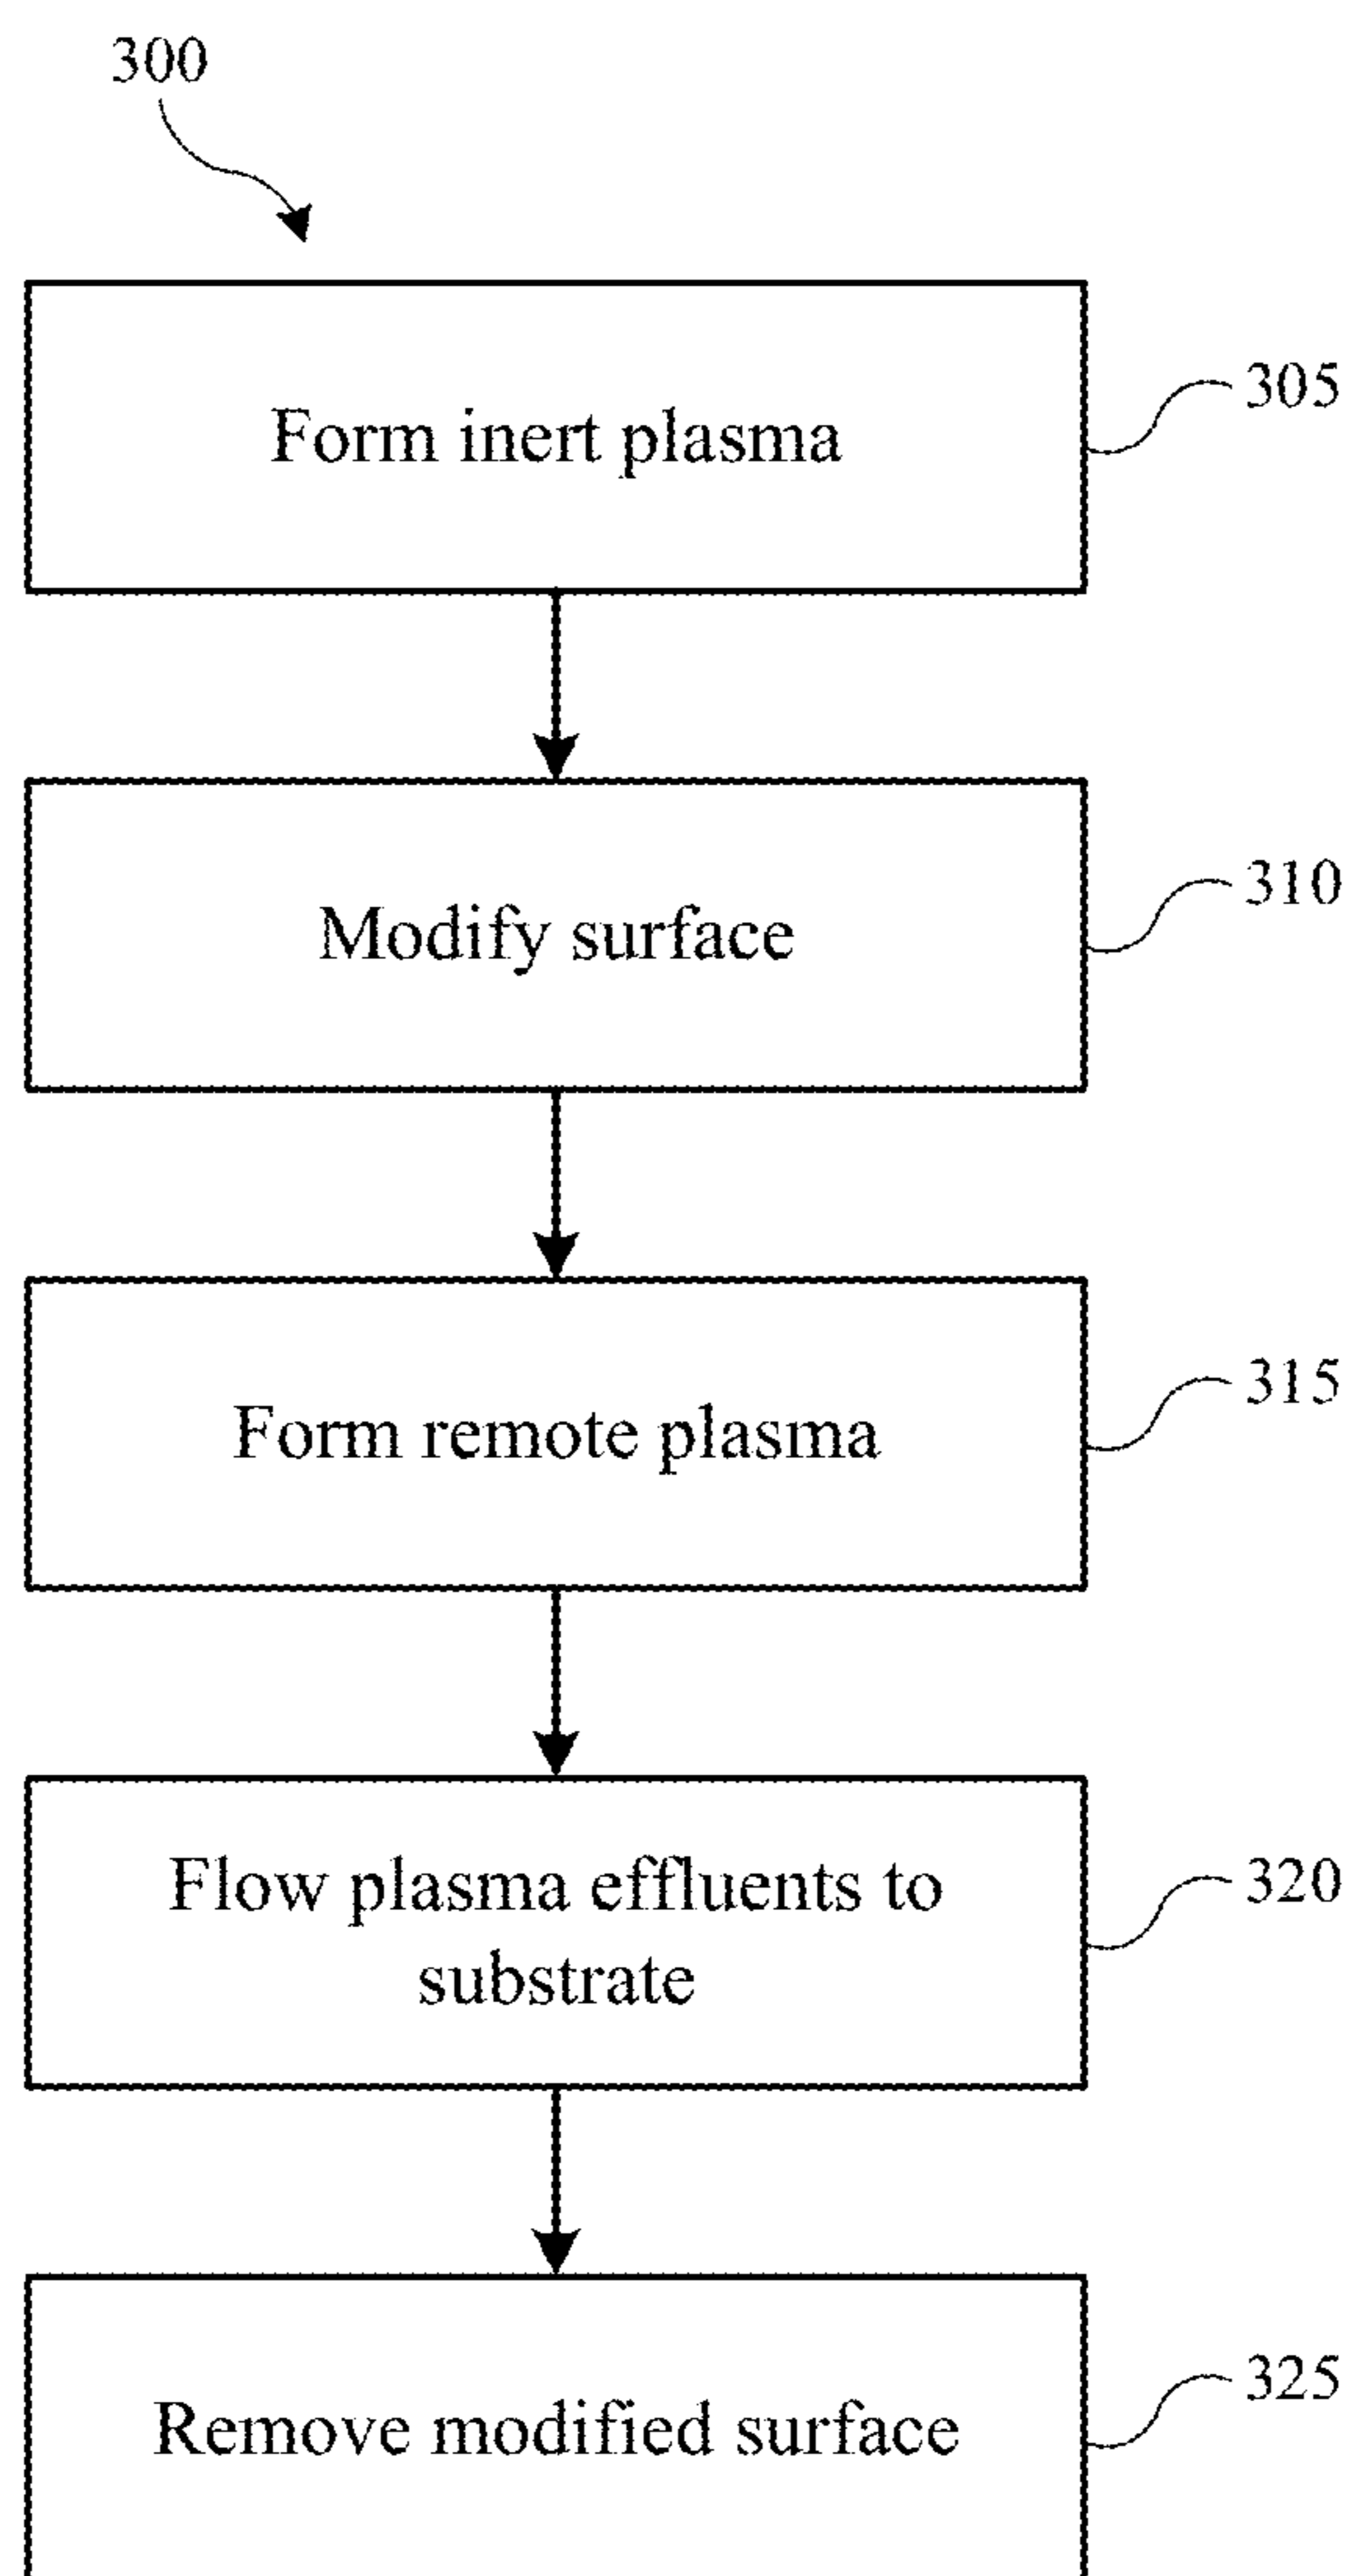 300
Form inert plasma
305
Modify surface
310
Form remote plasma
315
Flow plasma effluents to
substrate
320
Remove modified surface
325